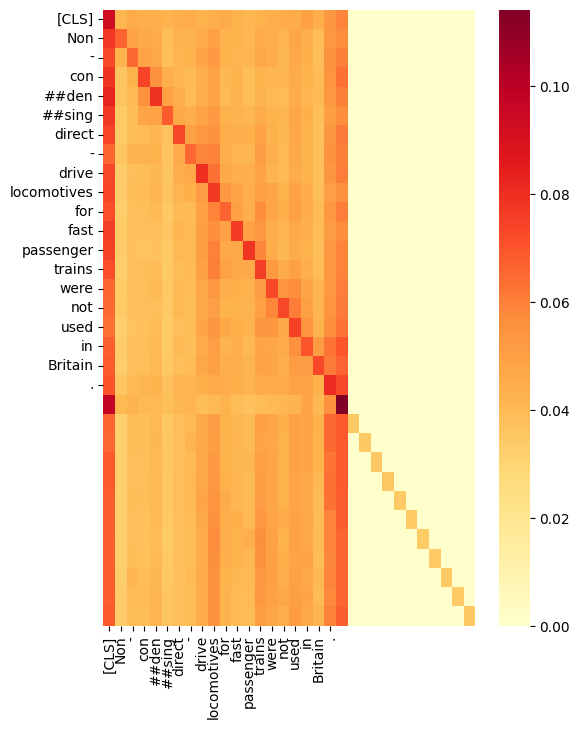 [CLS]
Non
-
con
##den
##sing
direct
-
drive
locomotives
for
fast
passenger
trains
were
not
used
in
Britain
.
0.10
0.08
0.06
0.04
0.02
0.00
[CLS]
Non
-
con
##den
##sing
direct
-
drive
locomotives
for
fast
passenger
trains
were
not
used
in
Britain
.